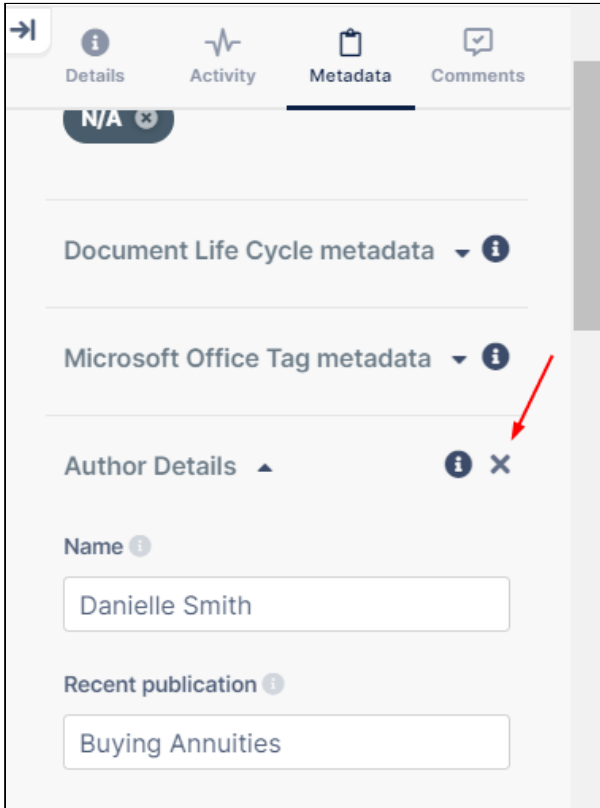 Details Activity Metadata Comments
N/A
Document Life Cycle metadata
Microsoft Office Tag metadata
Author Details
Name
Danielle Smith
Recent publication
Buying Annuities